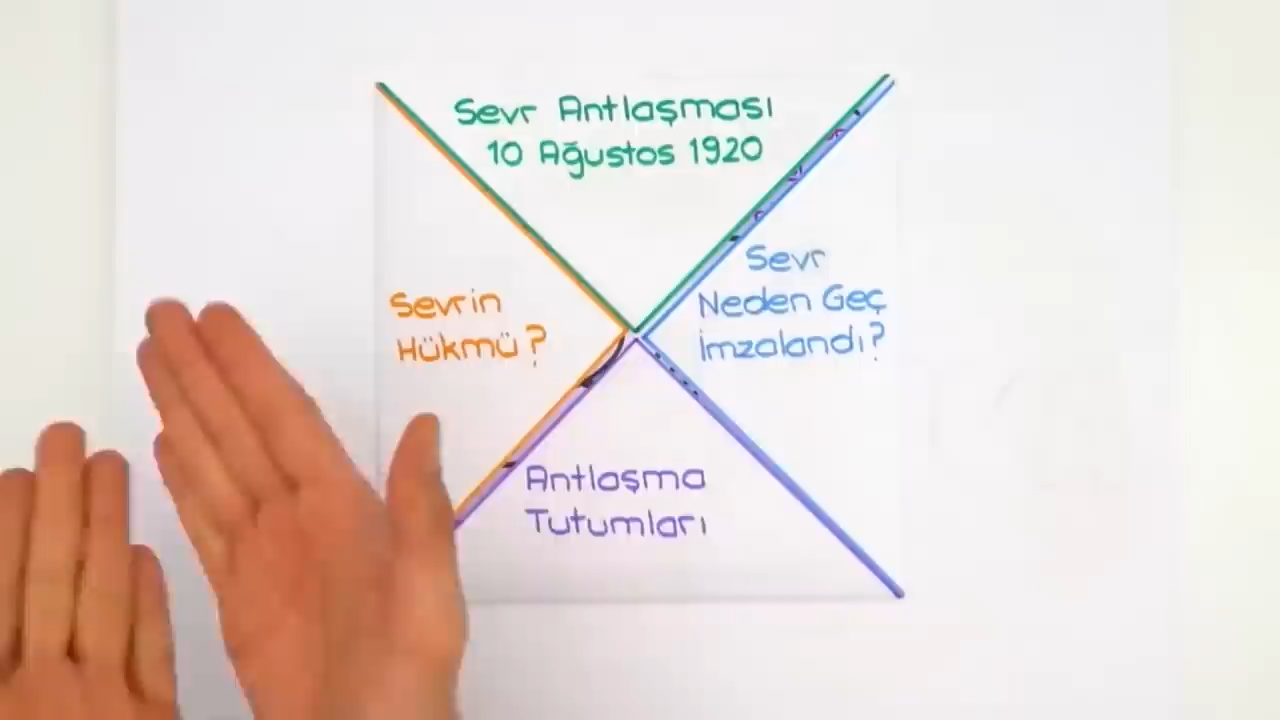 Sevr Antlaşması
10 Ağustos 1920
Sevrin
Hükmü?
Sevr
Neden Geç
İmzalandı?
Antlaşma
Tutumları